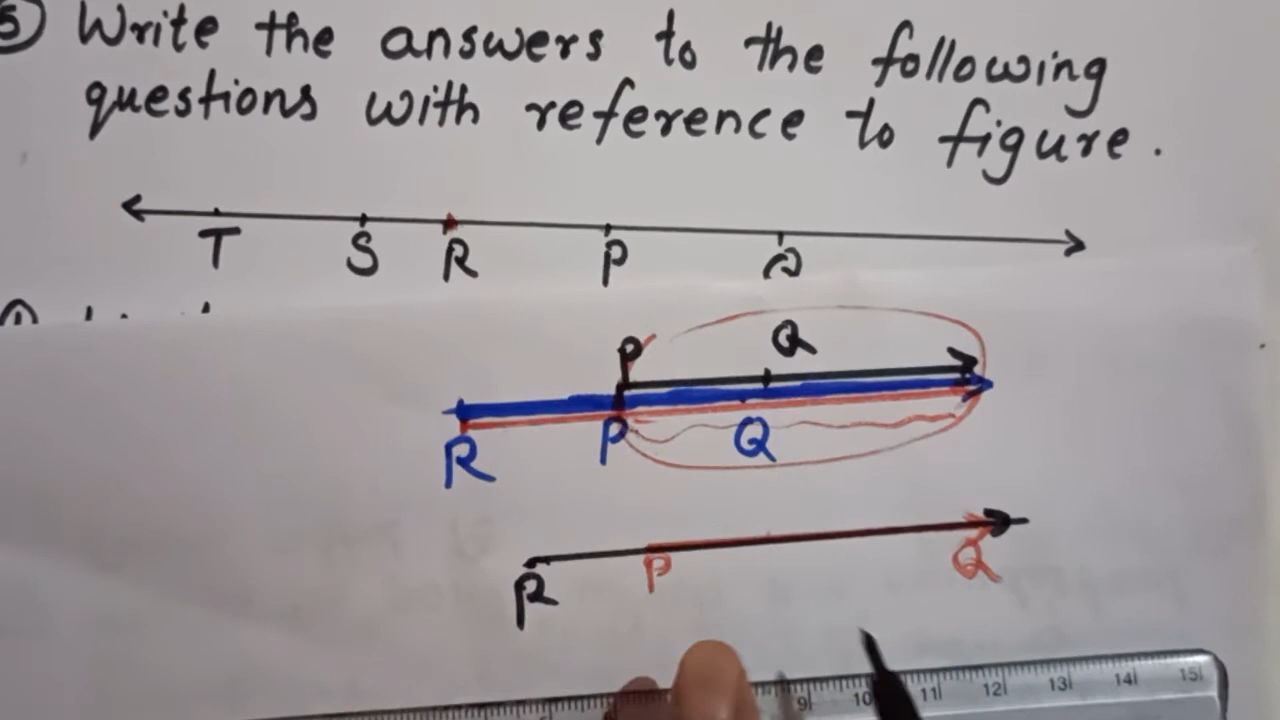 5) Write the answers to the following
questions with reference to figure.
T S R P Q
P Q
R P Q
R P Q
9 10 11 12 13 14 15